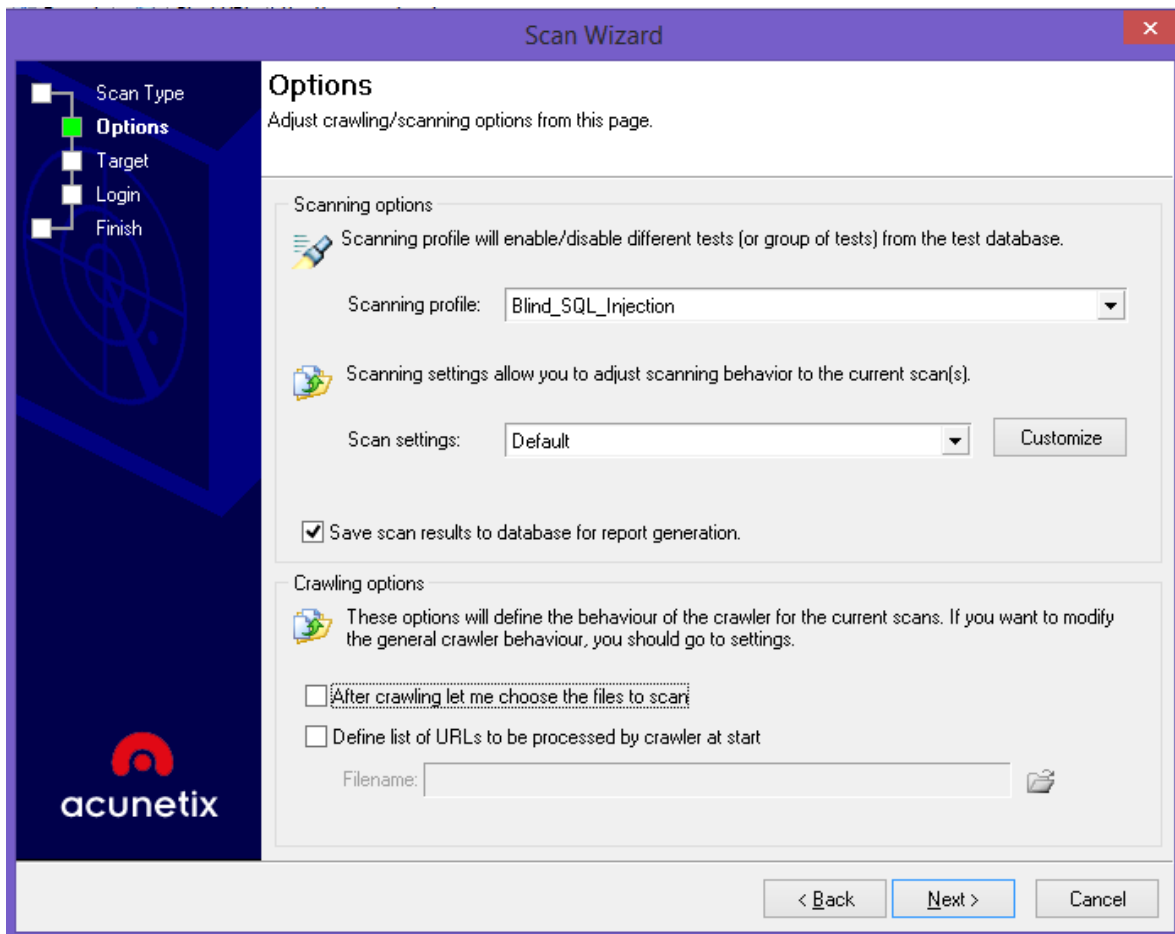 Scan Wizard
Scan Type
Options
Target
Login
Finish
acunetix
Options
Adjust crawling/scanning options from this page.
Scanning options
Scanning profile will enable/disable different tests (or group of tests) from the test database.
Scanning profile: Blind_SQL_Injection
Scanning settings allow you to adjust scanning behavior to the current scan(s).
Scan settings: Default Customize
Save scan results to database for report generation.
Crawling options
These options will define the behaviour of the crawler for the current scans. If you want to modify
the general crawler behaviour, you should go to settings.
After crawling let me choose the files to scan
Define list of URLs to be processed by crawler at start
Filename:
< Back Next > Cancel